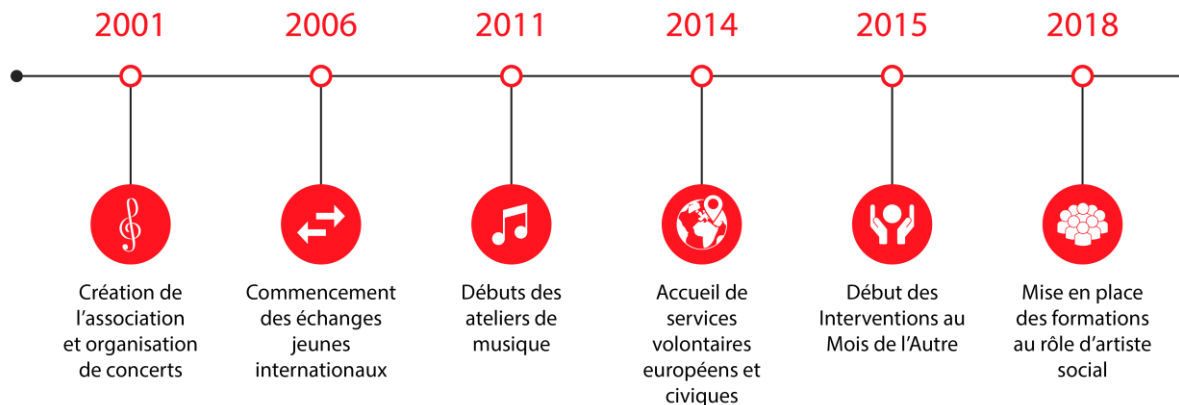 2001
2006
2011
2014
2015
2018
Création de
l'association
et organisation
de concerts
Commencement
des échanges
jeunes
internationaux
Débuts des
ateliers de
musique
Accueil de
services
volontaires
européens et
civiques
Début des
Interventions au
Mois de l'Autre
Mise en place
des formations
au rôle d'artiste
social